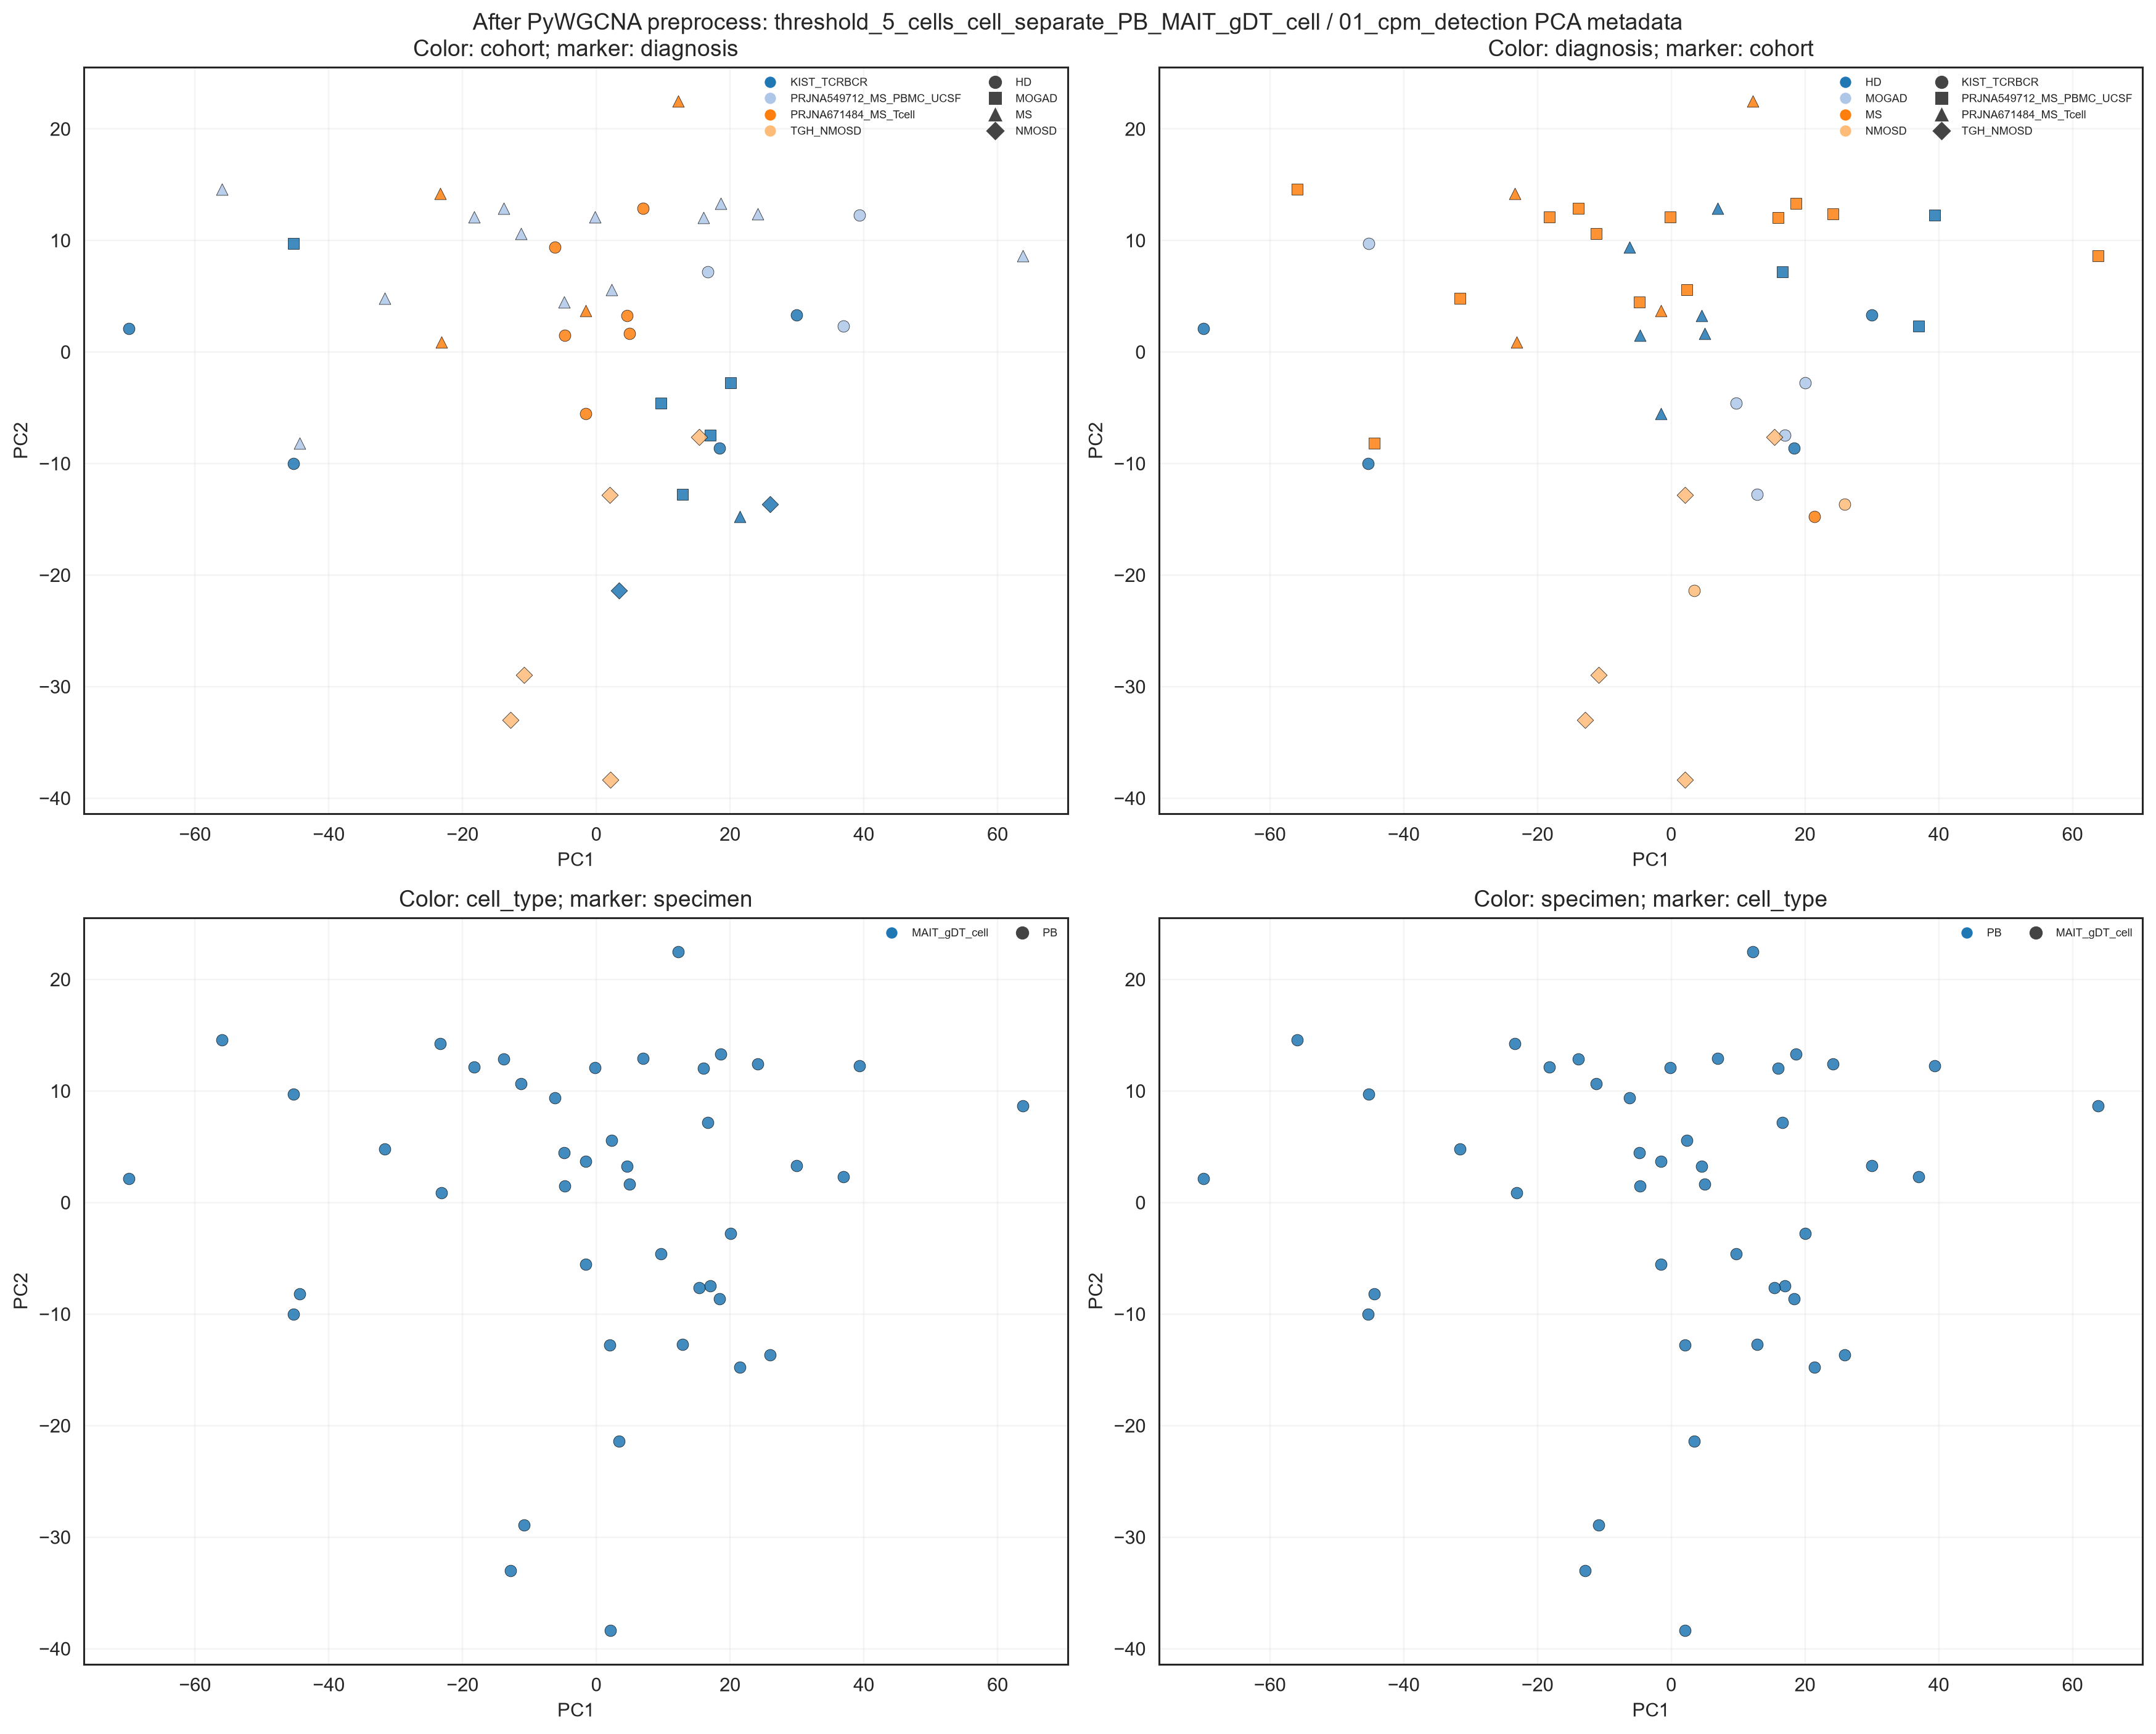 After PyWGCNA preprocess: threshold_5_cells_cell_separate_PB_MAIT_gDT_cell / 01_cpm_detection PCA metadata
Color: cohort; marker: diagnosis
KIST_TCRBCR HD
PRJNA549712_MS_PBMC_UCSF MOGAD
PRJNA671484_MS_Tcell MS
TGH_NMOSD NMOSD
20
10
0
−10
−20
−30
−40
PC2
−60 −40 −20 0 20 40 60
PC1
Color: diagnosis; marker: cohort
HD KIST_TCRBCR
MOGAD PRJNA549712_MS_PBMC_UCSF
MS PRJNA671484_MS_Tcell
NMOSD TGH_NMOSD
20
10
0
−10
−20
−30
−40
PC2
−60 −40 −20 0 20 40 60
PC1
Color: cell_type; marker: specimen
MAIT_gDT_cell PB
20
10
0
−10
−20
−30
−40
PC2
−60 −40 −20 0 20 40 60
PC1
Color: specimen; marker: cell_type
PB MAIT_gDT_cell
20
10
0
−10
−20
−30
−40
PC2
−60 −40 −20 0 20 40 60
PC1